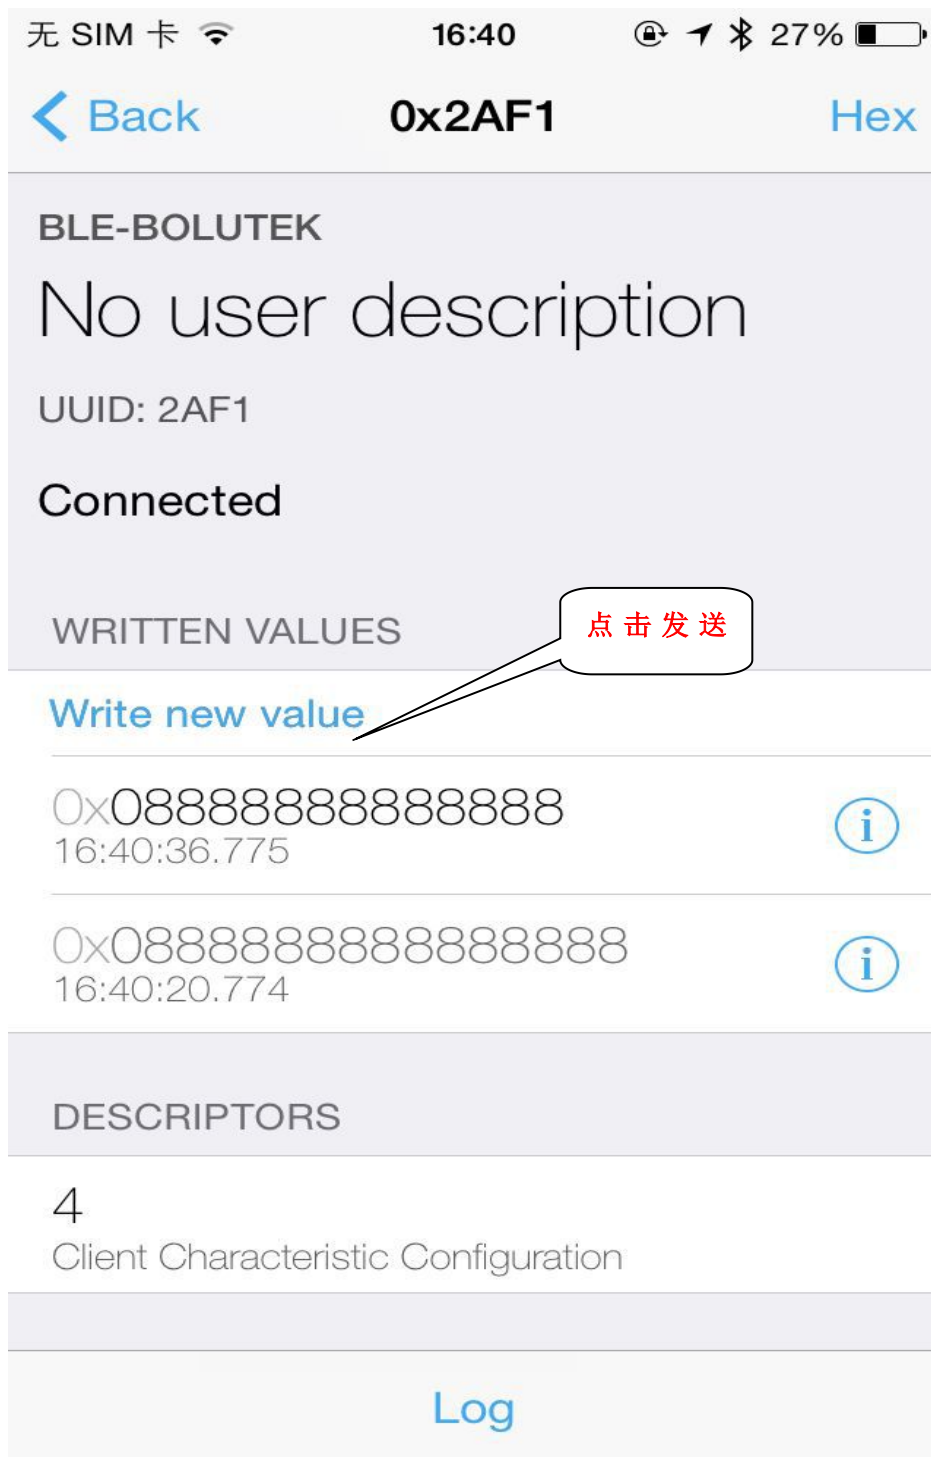 无 SIM 卡 16:40 27%
Back 0x2AF1 Hex
BLE-BOLUTEK
No user description
UUID: 2AF1
Connected
点击发送
WRITTEN VALUES
Write new value
0x08888888888888
16:40:36.775
0x0888888888888888
16:40:20.774
DESCRIPTORS
4
Client Characteristic Configuration
Log